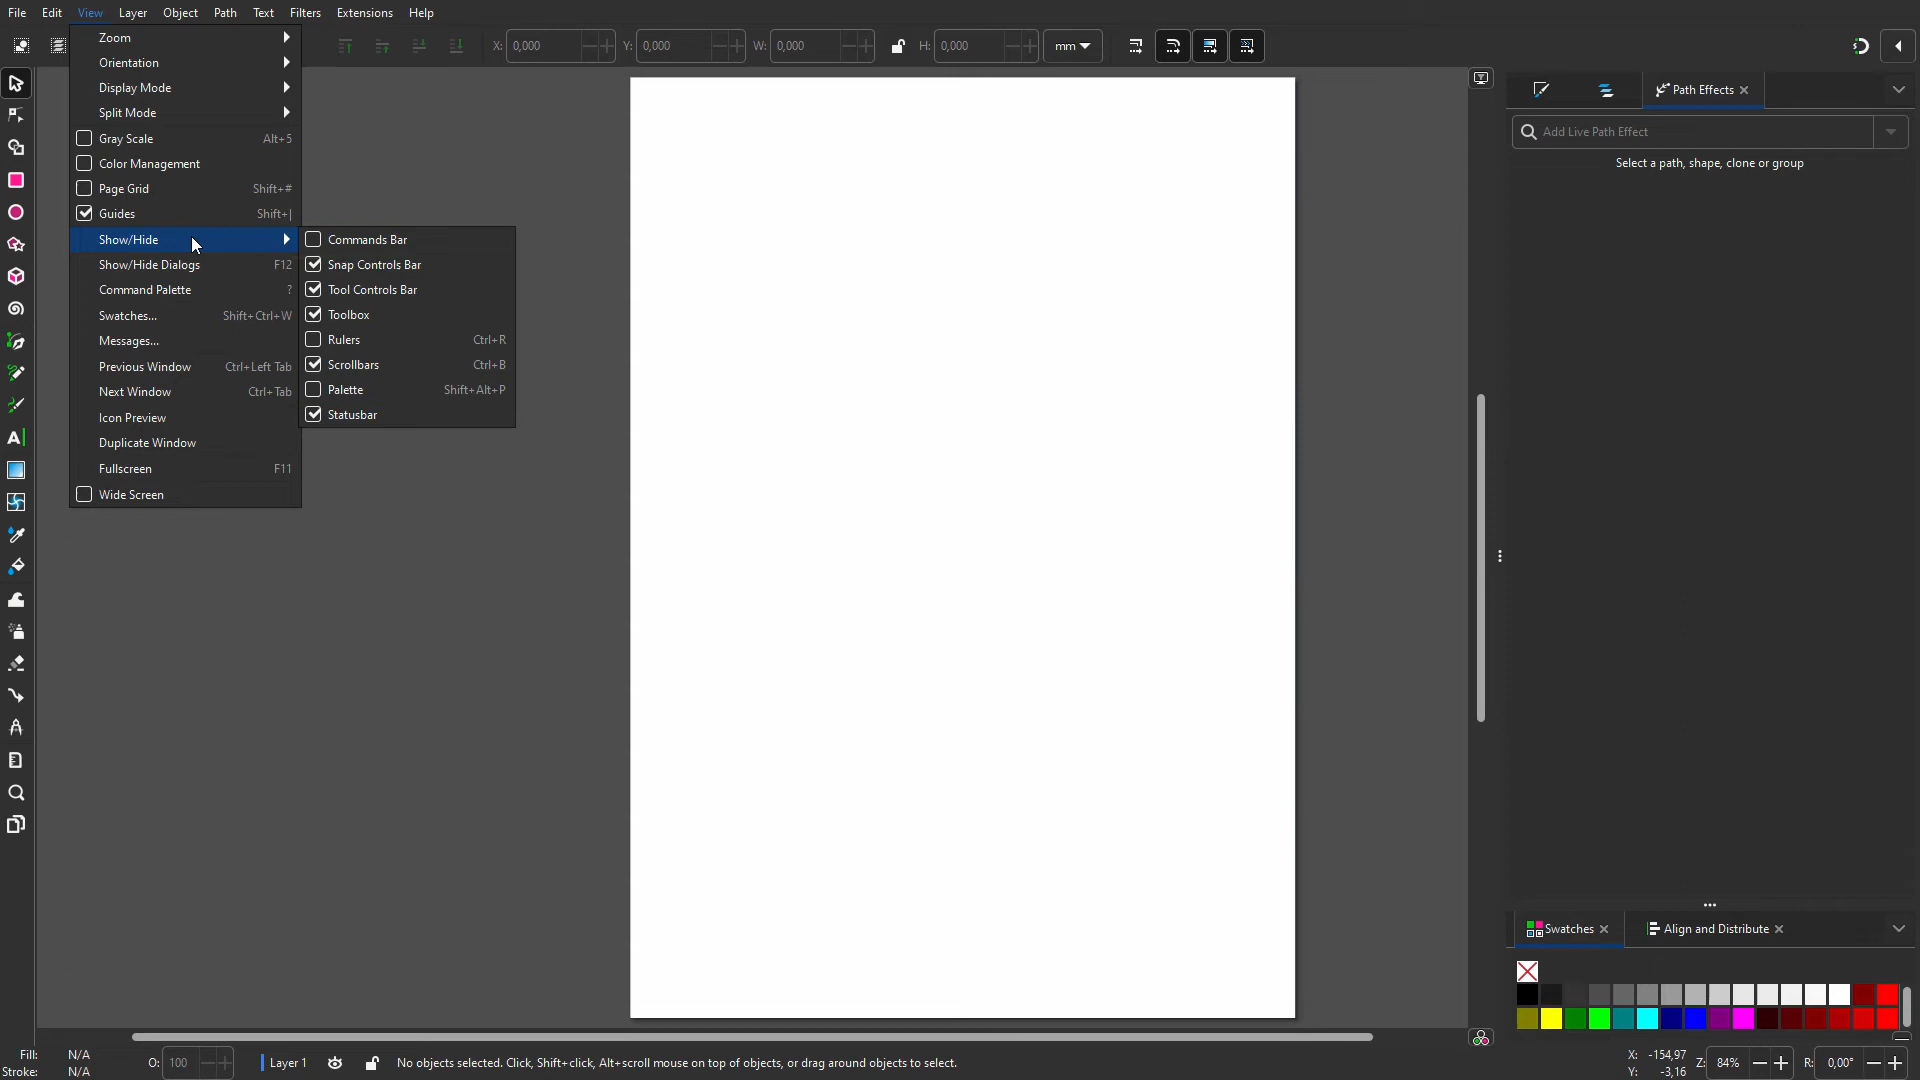 File Edit View Layer Object Path Text Filters Extensions Help
X: 0,000 Y: 0,000 W: 0,000 H: 0,000 mm
Zoom
Orientation
Display Mode
Split Mode
Gray Scale Alt+5
Color Management
Page Grid Shift+#
Guides Shift+|
Show/Hide
Show/Hide Dialogs F12
Command Palette ?
Swatches... Shift+Ctrl+W
Messages...
Previous Window Ctrl+Left Tab
Next Window Ctrl+Tab
Icon Preview
Duplicate Window
Fullscreen F11
Wide Screen
Commands Bar
Snap Controls Bar
Tool Controls Bar
Toolbox
Rulers Ctrl+R
Scrollbars Ctrl+B
Palette Shift+Alt+P
Statusbar
Path Effects
Add Live Path Effect
Select a path, shape, clone or group
Swatches Align and Distribute
Fill: N/A
Stroke: N/A
O: 100
Layer 1
No objects selected. Click, Shift+click, Alt+scroll mouse on top of objects, or drag around objects to select.
X: -154,97
Y: -3,16
Z: 84%
R: 0,00°